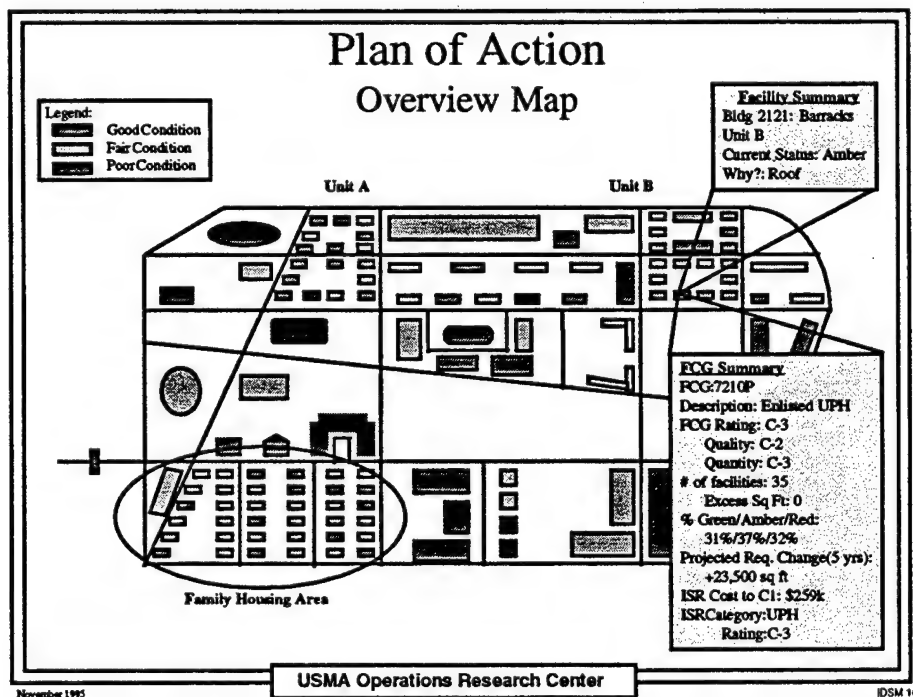 Plan of Action
Overview Map
Legend:
Good Condition
Fair Condition
Poor Condition
Facility Summary
Bldg 2121: Barracks
Unit B
Current Status: Amber
Why?: Roof
Unit A
Unit B
FCG Summary
FCG:7210P
Description: Enlisted UPH
FCG Rating: C-3
Quality: C-2
Quantity: C-3
# of facilities: 35
Excess Sq Ft: 0
% Green/Amber/Red:
31%/37%/32%
Projected Req. Change(5 yrs):
+23,500 sq ft
ISR Cost to C1: $259k
ISRCategory:UPH
Rating:C-3
Family Housing Area
USMA Operations Research Center
November 1995